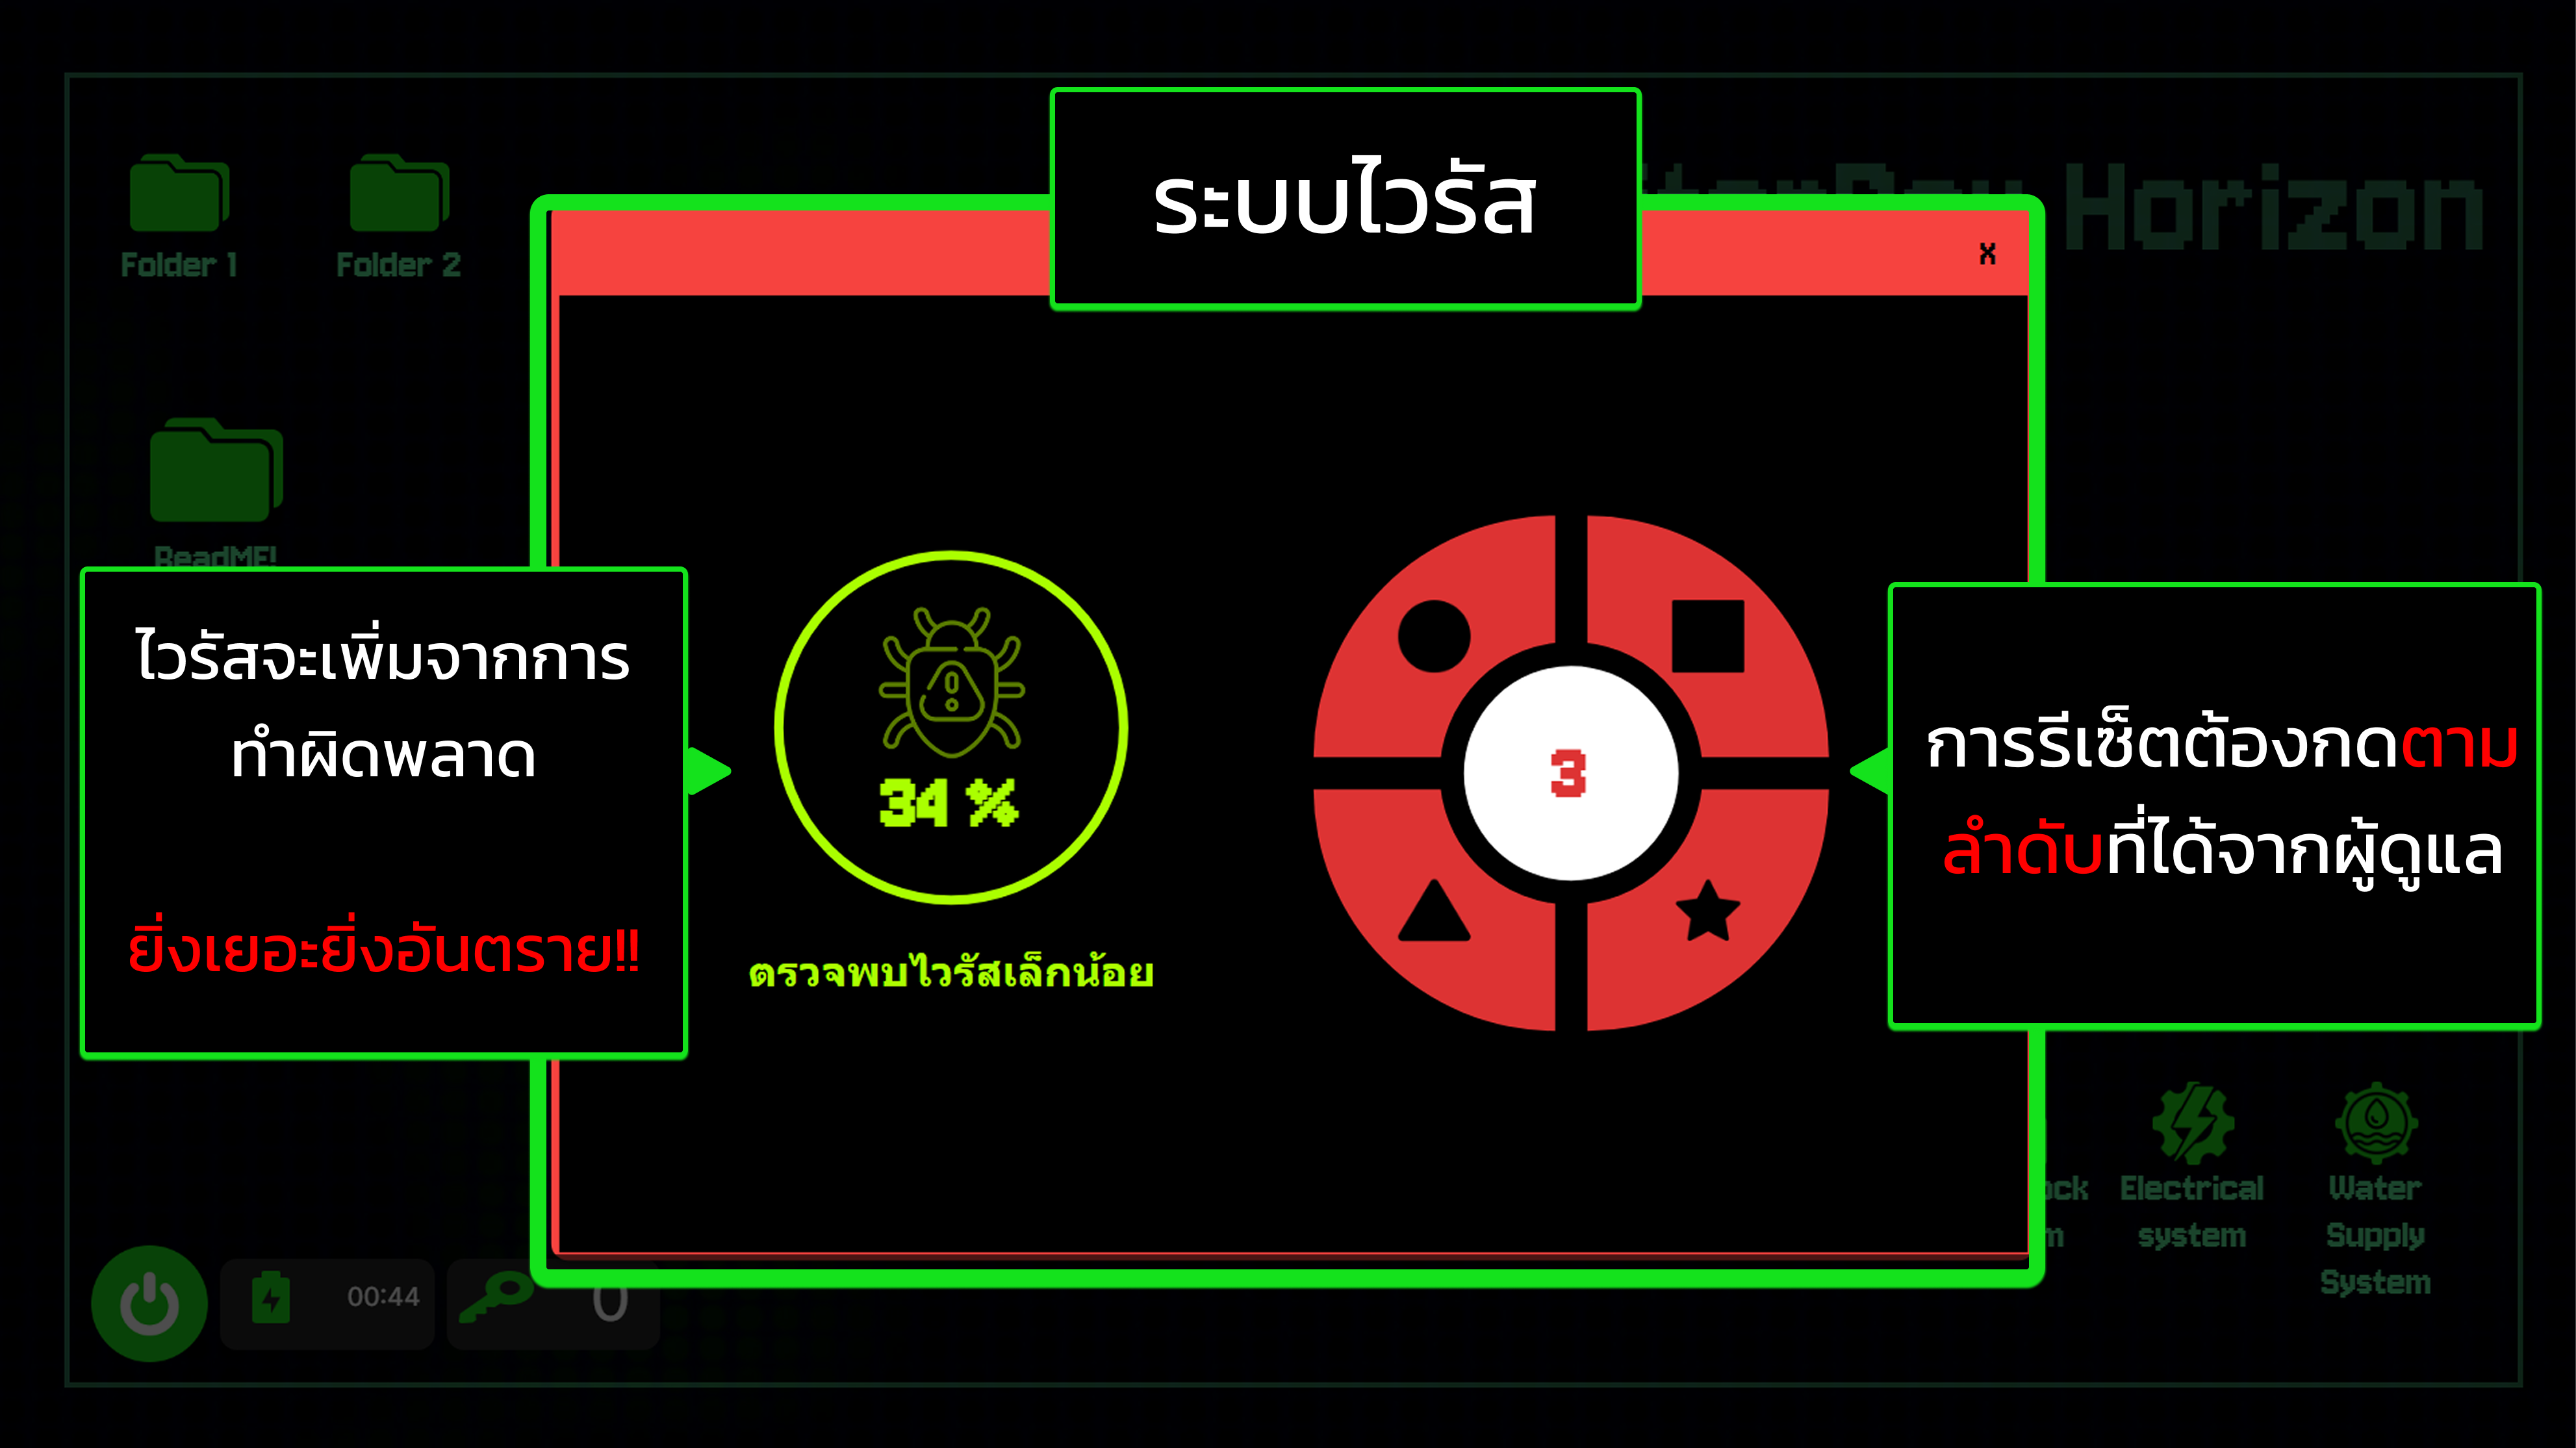 ระบบไวรัส
Horizon
x
Folder 1
Folder 2
ReadME!
ไวรัสจะเพิ่มจากการ
ทำผิดพลาด
ยิ่งเยอะยิ่งอันตราย!!
34 %
ตรวจพบไวรัสเล็กน้อย
3
การรีเซ็ตต้องกดตาม
ลำดับที่ได้จากผู้ดูแล
Electrical
system
Water
Supply
System
00:44
0